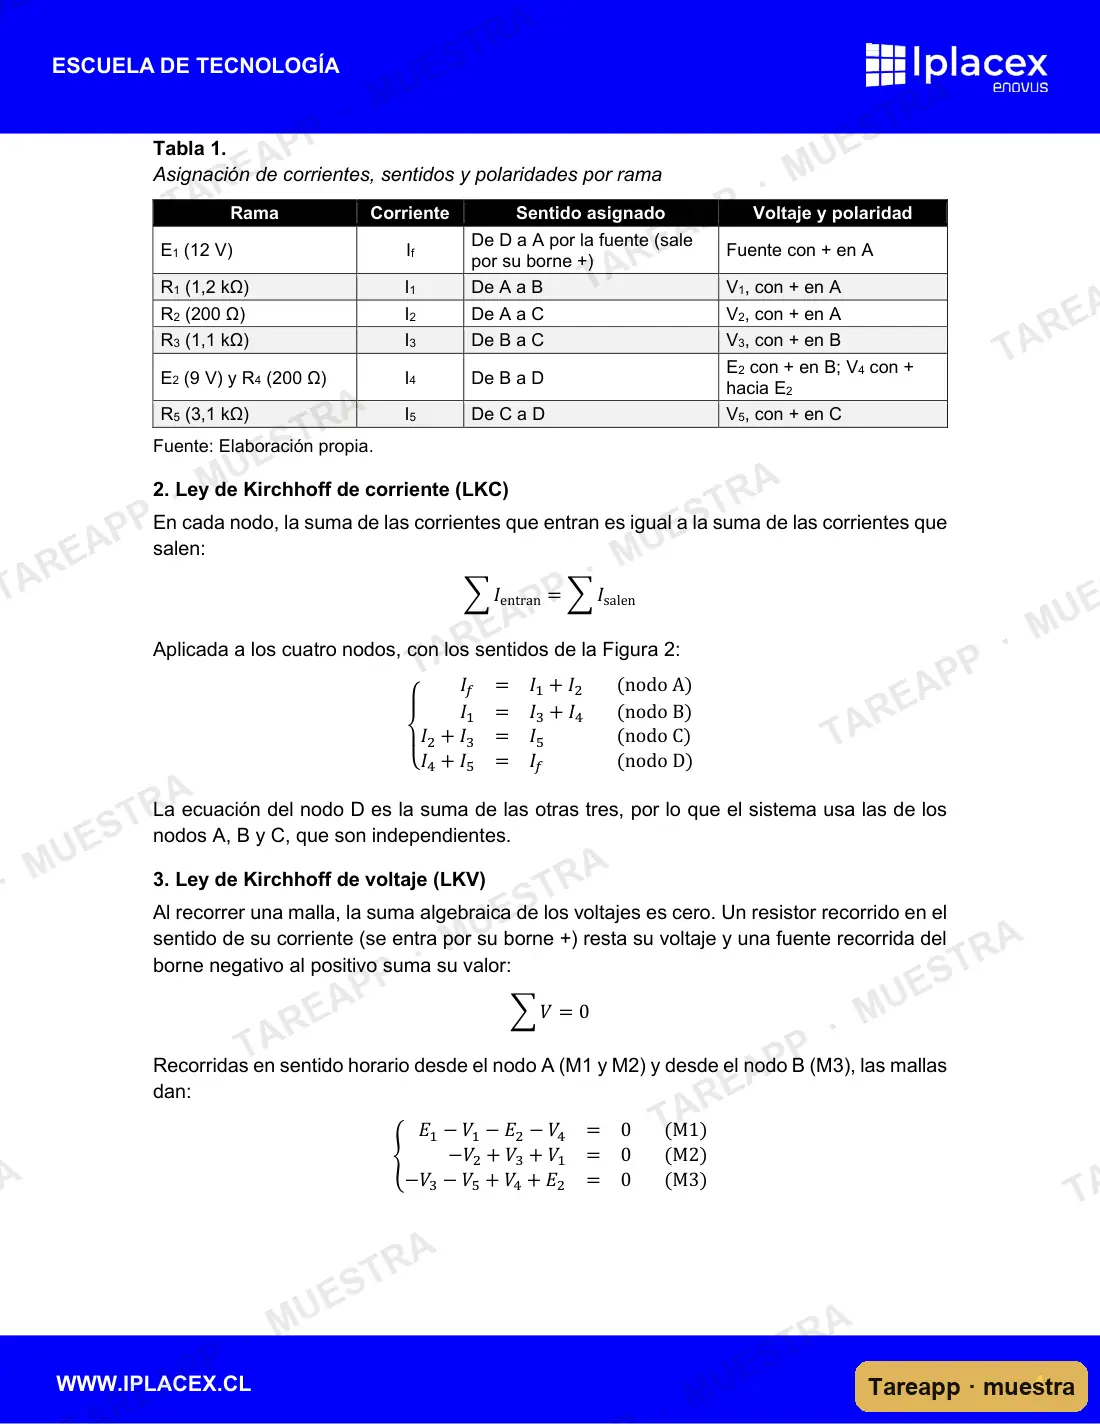 ESCUELA DE TECNOLOGÍA
Iplacex
enovus
Tabla 1.
Asignación de corrientes, sentidos y polaridades por rama
Rama Corriente Sentido asignado Voltaje y polaridad
E1 (12 V) If De D a A por la fuente (sale por su borne +) Fuente con + en A
R1 (1,2 kΩ) I1 De A a B V1, con + en A
R2 (200 Ω) I2 De A a C V2, con + en A
R3 (1,1 kΩ) I3 De B a C V3, con + en B
E2 (9 V) y R4 (200 Ω) I4 De B a D E2 con + en B; V4 con + hacia E2
R5 (3,1 kΩ) I5 De C a D V5, con + en C
Fuente: Elaboración propia.
2. Ley de Kirchhoff de corriente (LKC)
En cada nodo, la suma de las corrientes que entran es igual a la suma de las corrientes que
salen:
∑ I entran = ∑ I salen
Aplicada a los cuatro nodos, con los sentidos de la Figura 2:
If = I1 + I2 (nodo A)
I1 = I3 + I4 (nodo B)
I2 + I3 = I5 (nodo C)
I4 + I5 = If (nodo D)
La ecuación del nodo D es la suma de las otras tres, por lo que el sistema usa las de los
nodos A, B y C, que son independientes.
3. Ley de Kirchhoff de voltaje (LKV)
Al recorrer una malla, la suma algebraica de los voltajes es cero. Un resistor recorrido en el
sentido de su corriente (se entra por su borne +) resta su voltaje y una fuente recorrida del
borne negativo al positivo suma su valor:
∑ V = 0
Recorridas en sentido horario desde el nodo A (M1 y M2) y desde el nodo B (M3), las mallas
dan:
E1 − V1 − E2 − V4 = 0 (M1)
−V2 + V3 + V1 = 0 (M2)
−V3 − V5 + V4 + E2 = 0 (M3)
WWW.IPLACEX.CL
Tareapp · muestra
TAREAPP · MUESTRA